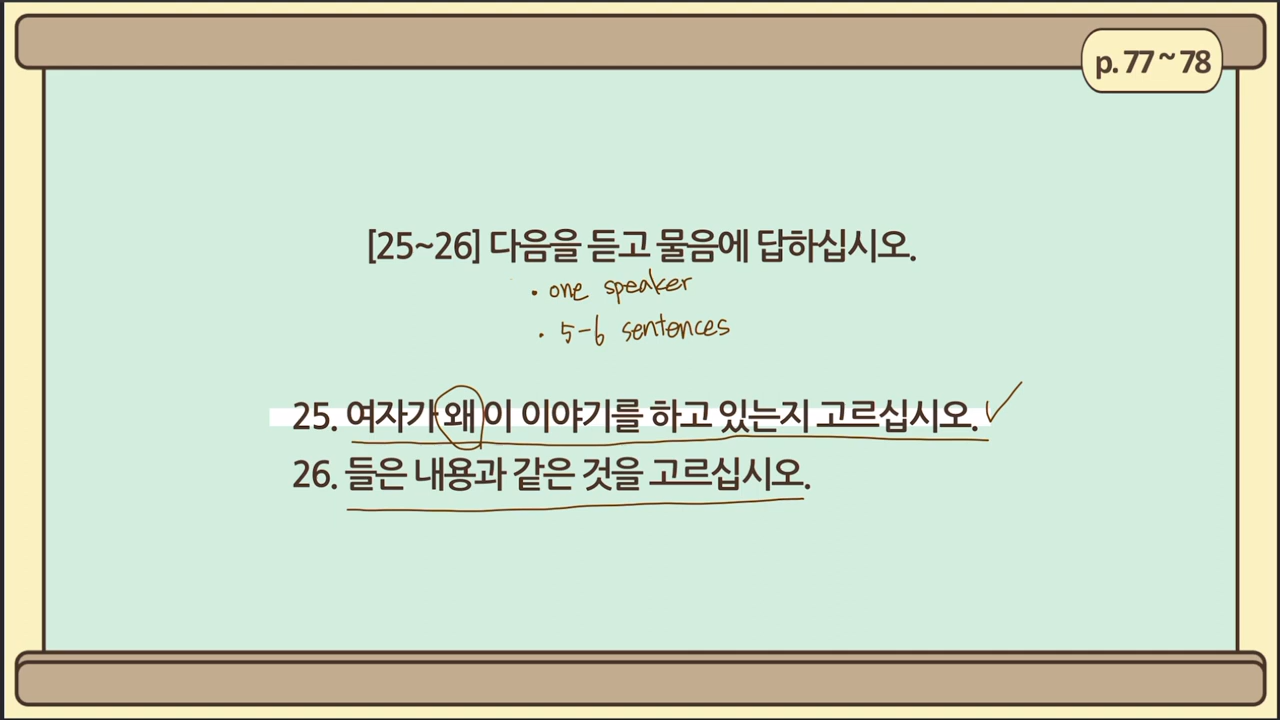 p. 77 ~ 78
[25~26] 다음을 듣고 물음에 답하십시오.
• one speaker
• 5-6 sentences
25. 여자가 왜 이 이야기를 하고 있는지 고르십시오. ✓
26. 들은 내용과 같은 것을 고르십시오.